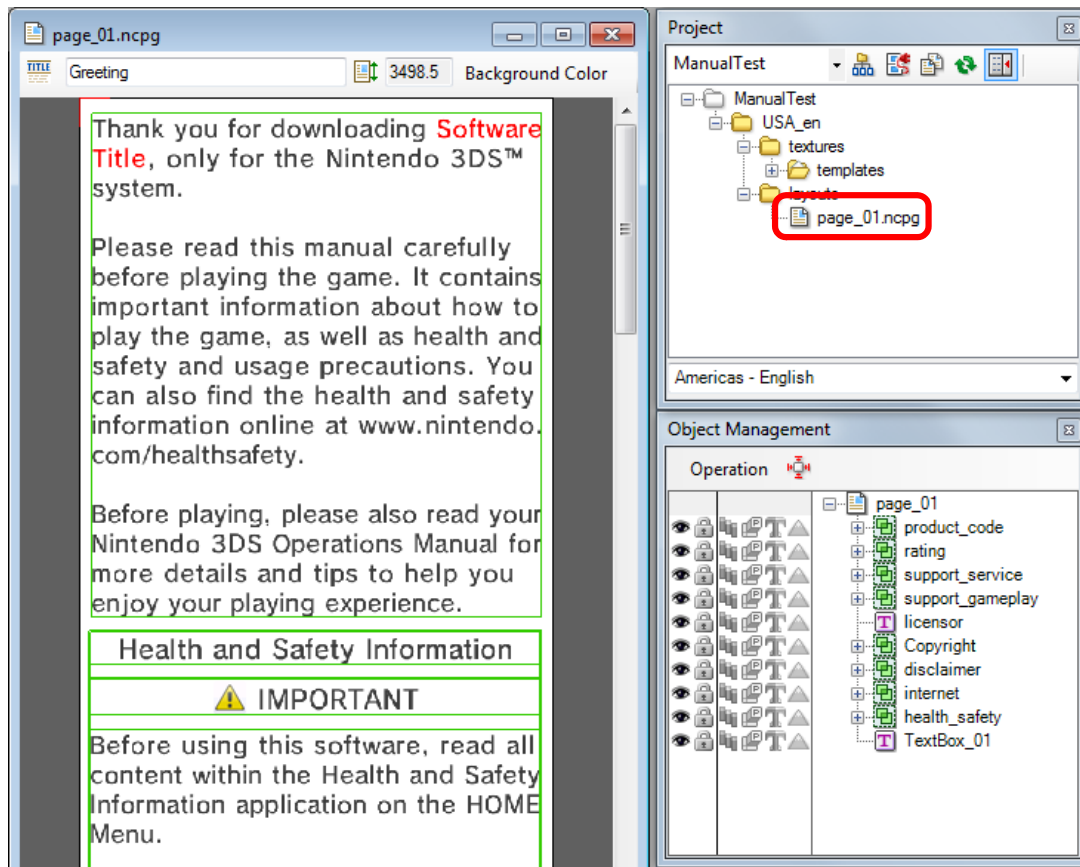 page_01.ncpg
TITLE
Greeting
3498.5
Background Color
Thank you for downloading Software
Title, only for the Nintendo 3DS™
system.
Please read this manual carefully
before playing the game. It contains
important information about how to
play the game, as well as health and
safety and usage precautions. You
can also find the health and safety
information online at www.nintendo.
com/healthsafety.
Before playing, please also read your
Nintendo 3DS Operations Manual for
more details and tips to help you
enjoy your playing experience.
Health and Safety Information
IMPORTANT
Before using this software, read all
content within the Health and Safety
Information application on the HOME
Menu.
Project
ManualTest
ManualTest
USA_en
textures
templates
layouts
page_01.ncpg
Americas - English
Object Management
Operation
page_01
product_code
rating
support_service
support_gameplay
licensor
Copyright
disclaimer
internet
health_safety
TextBox_01